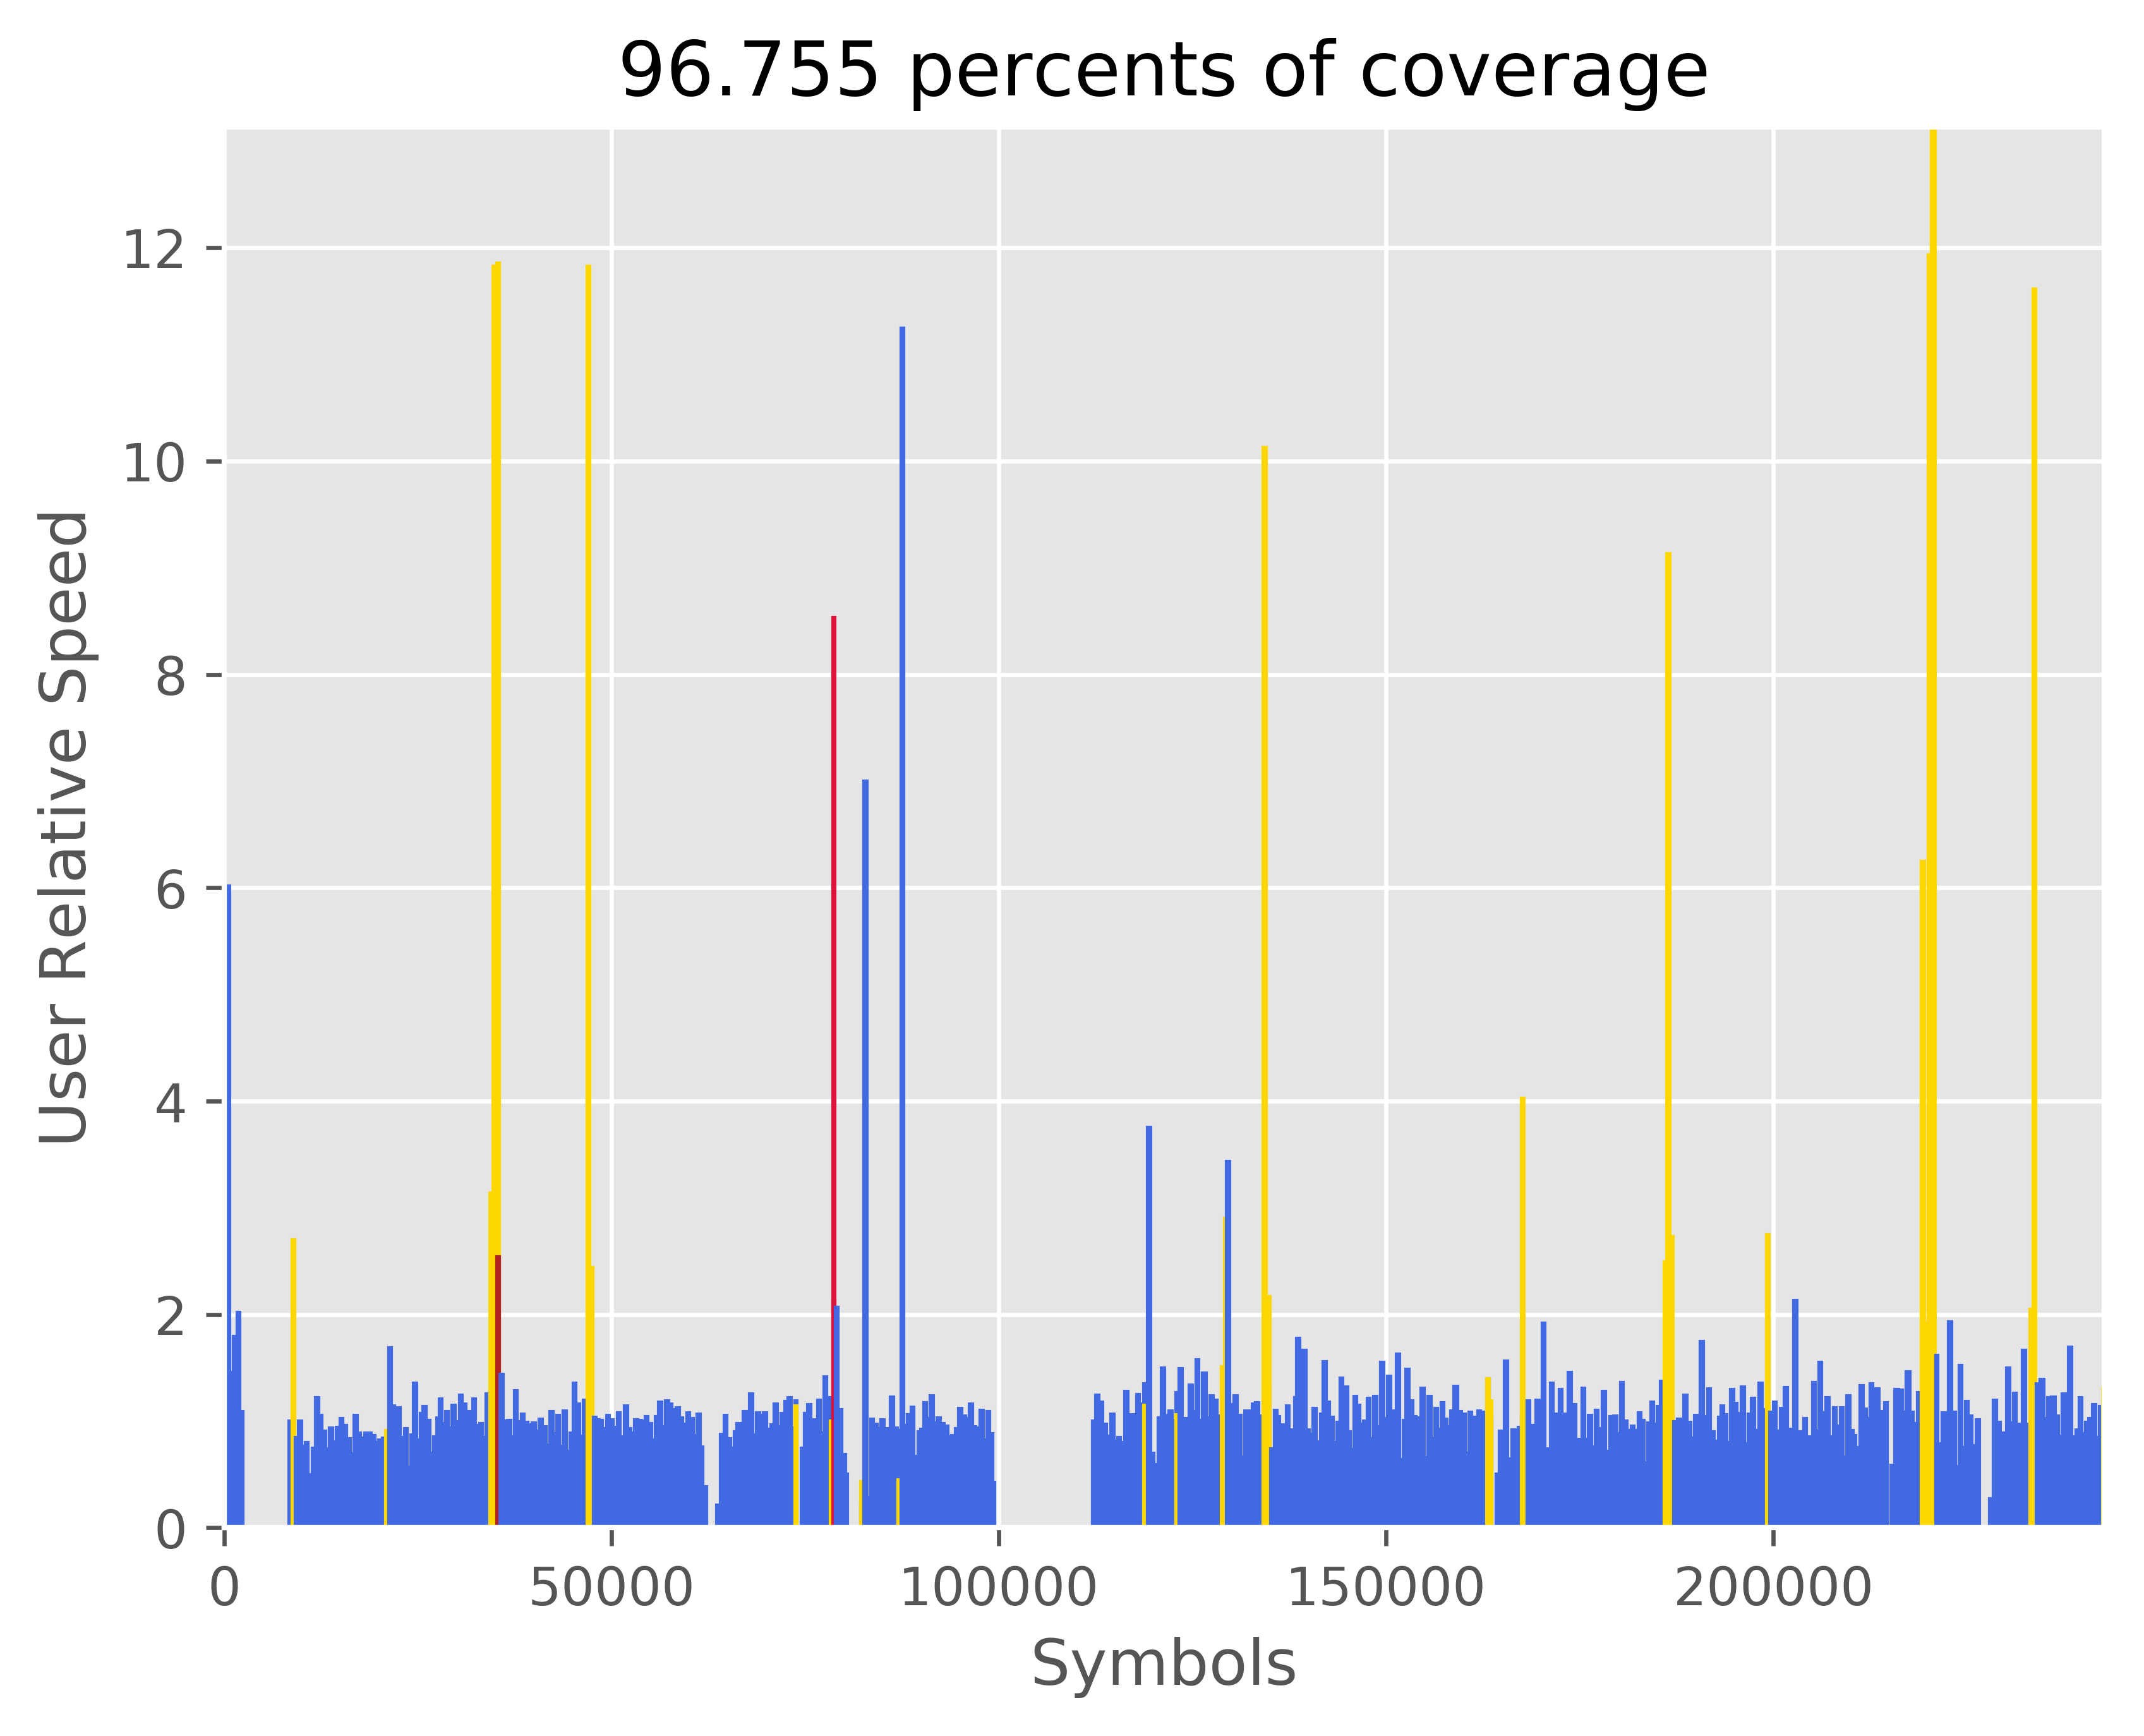 96.755 percents of coverage
User Relative Speed
12
10
8
6
4
2
0
0 50000 100000 150000 200000
Symbols